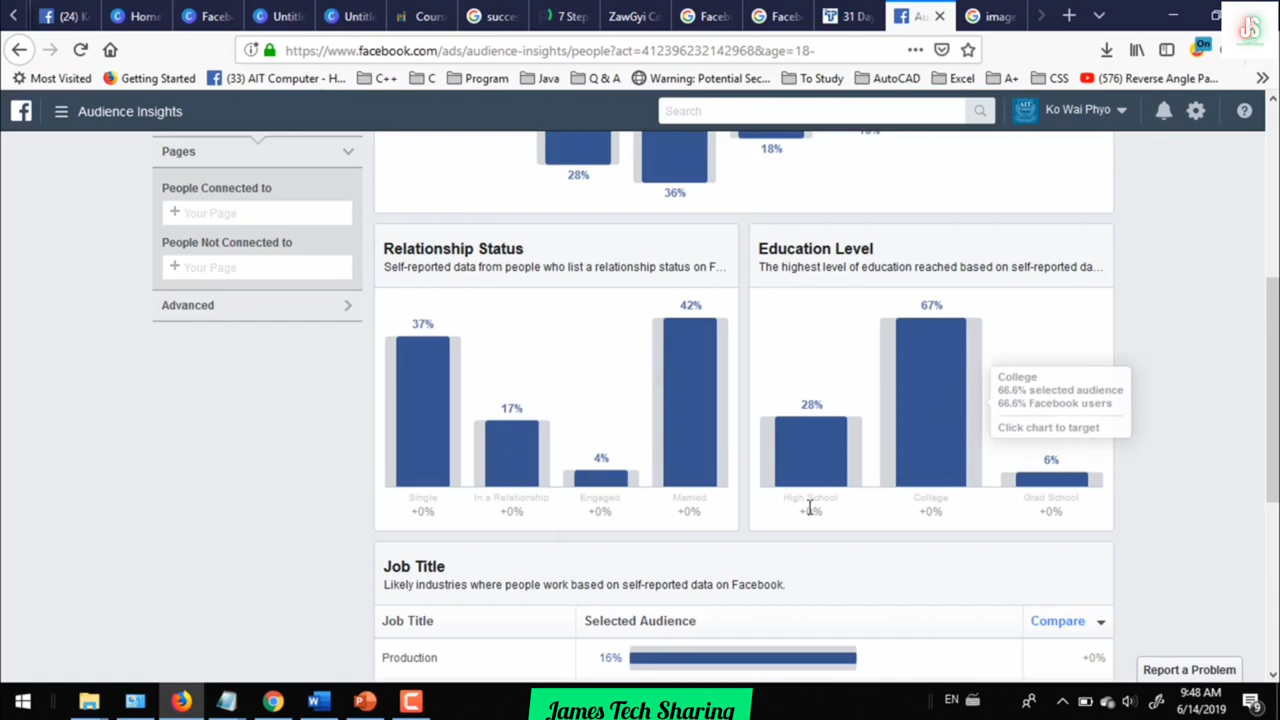 (24) K
Home
Faceb
Untitl
Untitl
Cours
succe
7 Step
ZawGyi Co
Faceb
Faceb
31 Da
Au
image
On
https://www.facebook.com/ads/audience-insights/people?act=412396232142968&age=18-
Most Visited
Getting Started
(33) AIT Computer - H...
C++
C
Program
Java
Q & A
Warning: Potential Sec...
To Study
AutoCAD
Excel
A+
CSS
(576) Reverse Angle Pa...
Audience Insights
Search
Ko Wai Phyo
Pages
People Connected to
+ Your Page
People Not Connected to
+ Your Page
Advanced
28%
36%
18%
Relationship Status
Self-reported data from people who list a relationship status on F...
37%
17%
4%
42%
Single
In a Relationship
Engaged
Married
+0%
+0%
+0%
+0%
Education Level
The highest level of education reached based on self-reported da...
28%
67%
6%
High School
College
Grad School
+0%
+0%
+0%
College
66.6% selected audience
66.6% Facebook users
Click chart to target
Job Title
Likely industries where people work based on self-reported data on Facebook.
Job Title
Selected Audience
Compare
Production
16%
+0%
Report a Problem
James Tech Sharing
EN
9:48 AM
6/14/2019